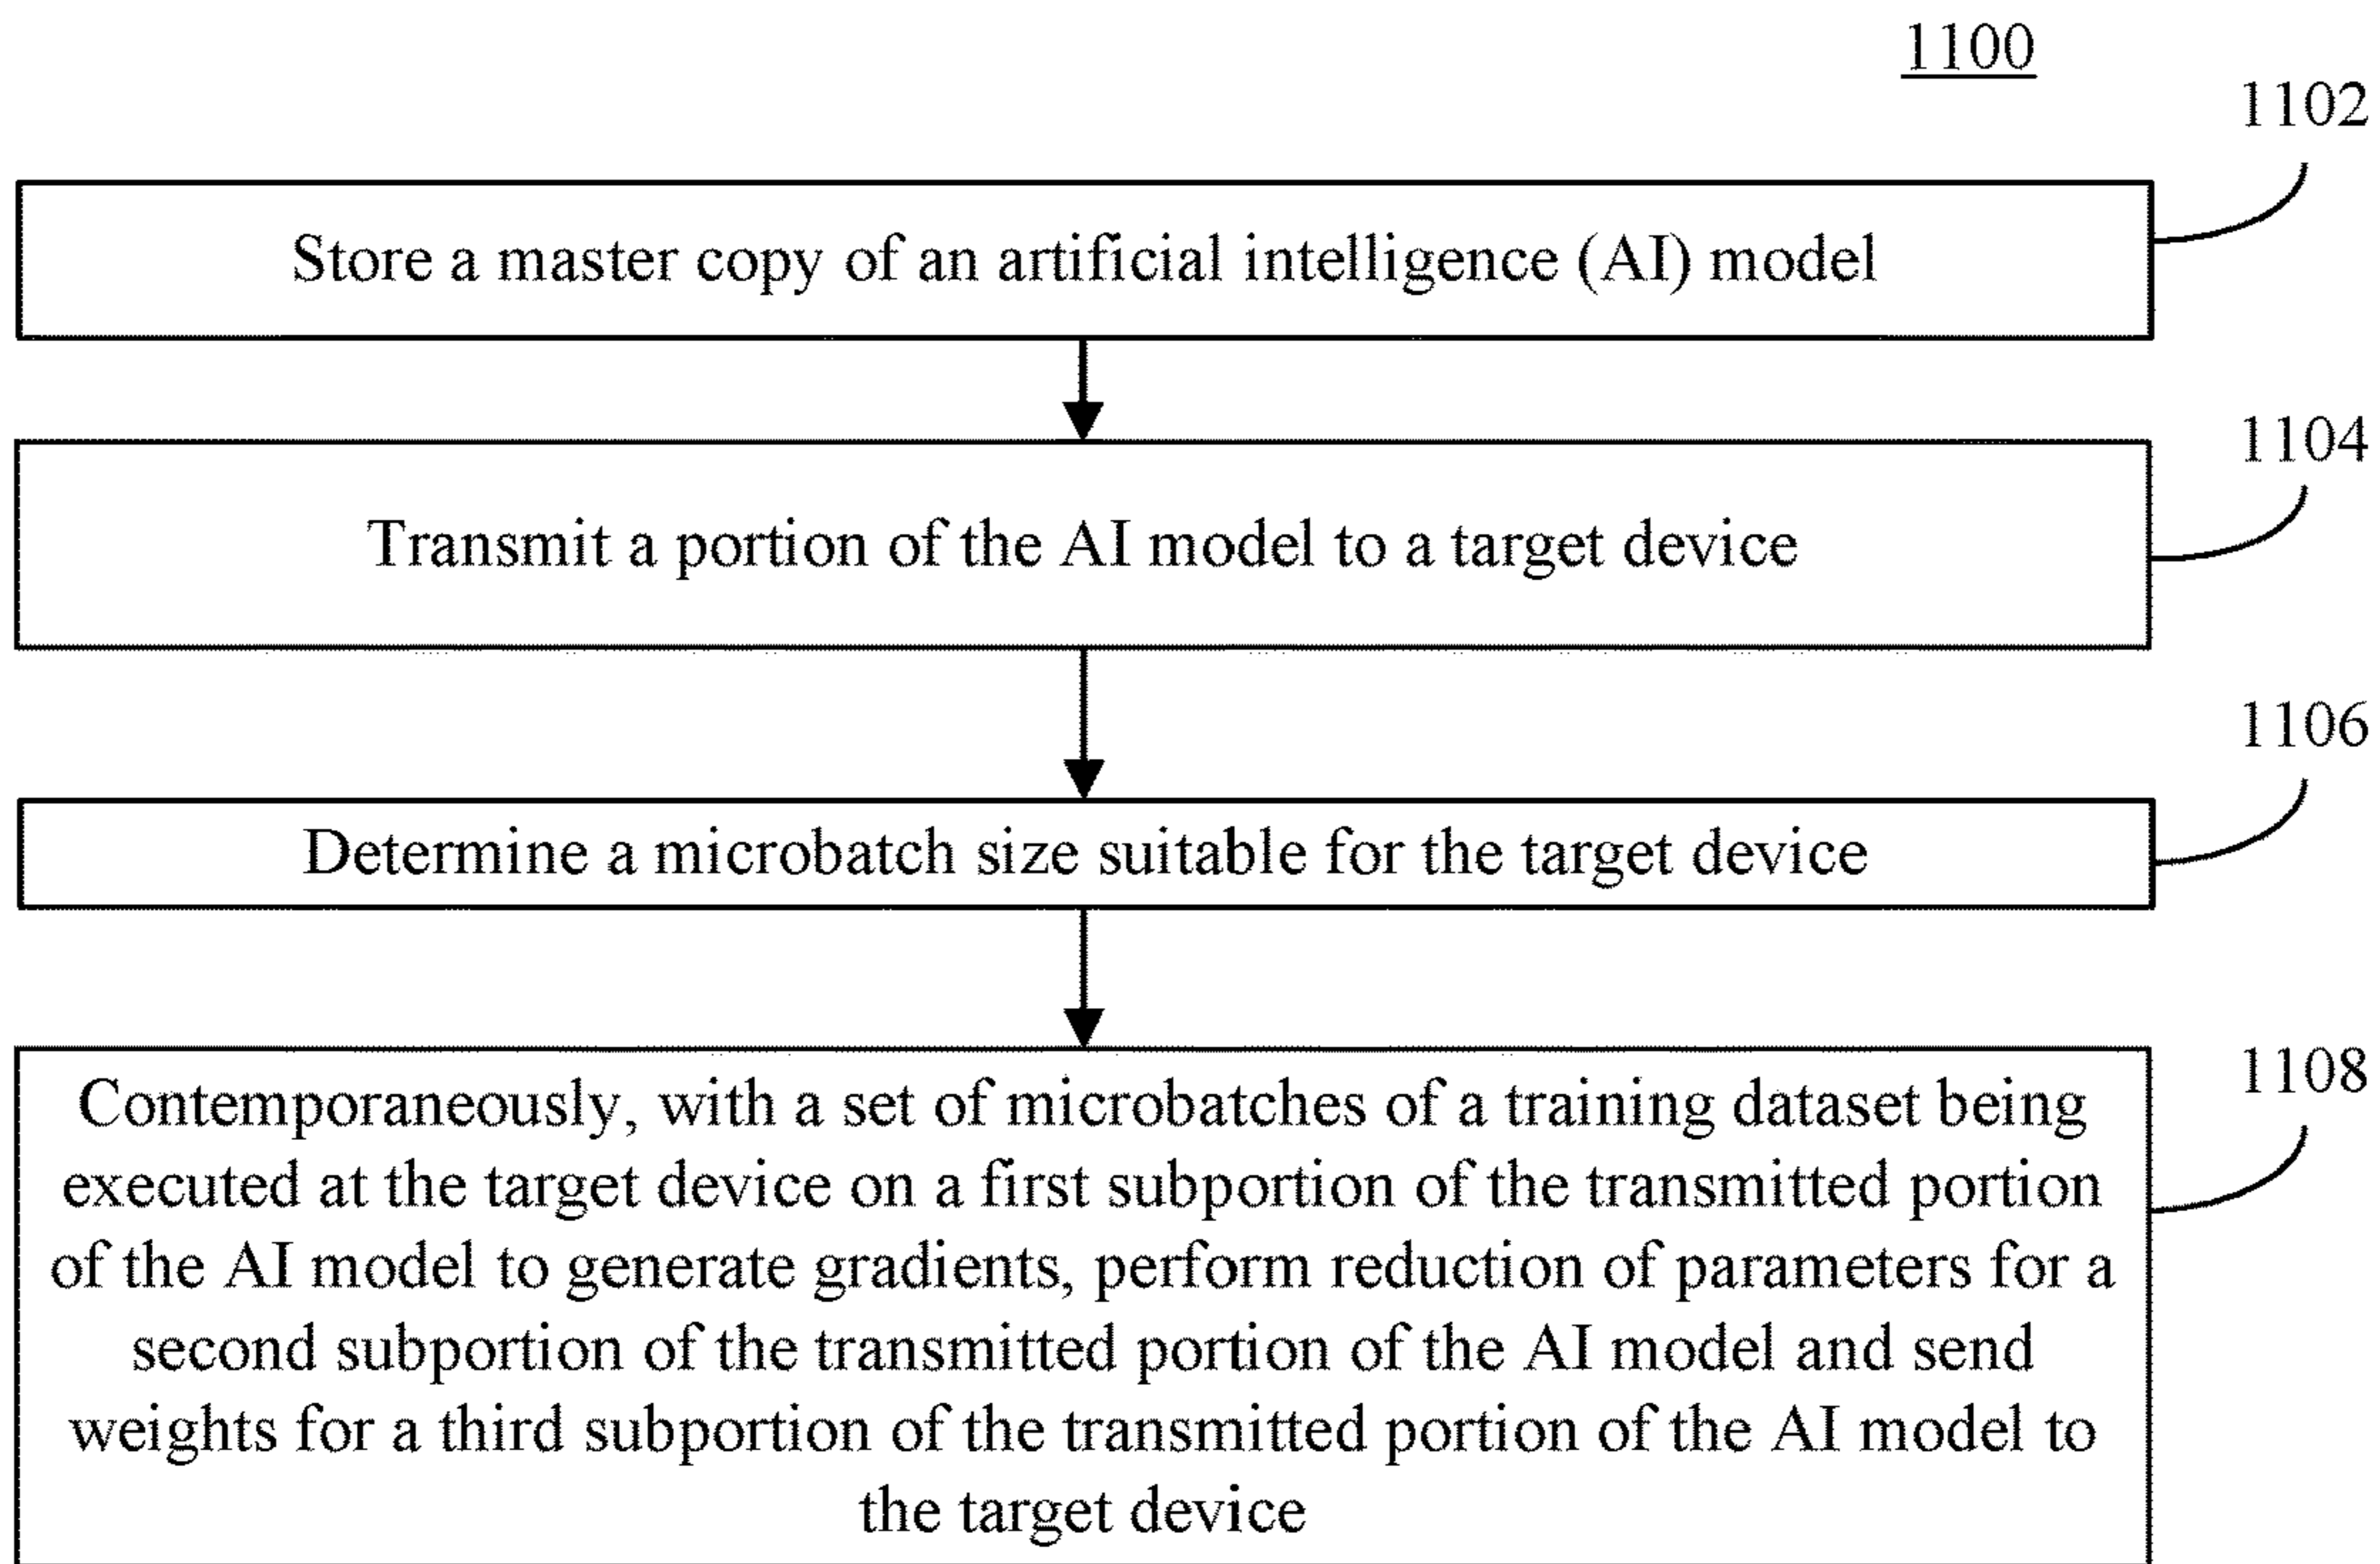 1100
1102
Store a master copy of an artificial intelligence (AI) model
1104
Transmit a portion of the AI model to a target device
1106
Determine a microbatch size suitable for the target device
1108
Contemporaneously, with a set of microbatches of a training dataset being
executed at the target device on a first subportion of the transmitted portion
of the AI model to generate gradients, perform reduction of parameters for a
second subportion of the transmitted portion of the AI model and send
weights for a third subportion of the transmitted portion of the AI model to
the target device